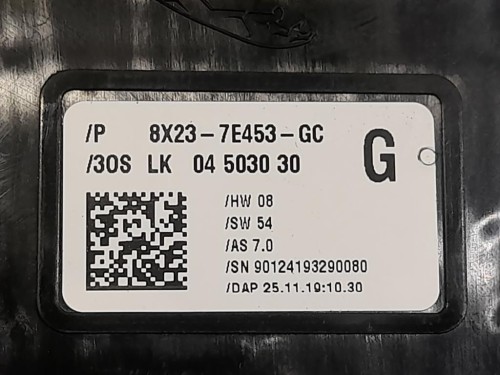 /P 8X23-7E453-GC
/3OS LK 04 5030 30
G
/HW 08
/SW 54
/AS 7.0
/SN 90124193290080
/DAP 25.11.19:10.30